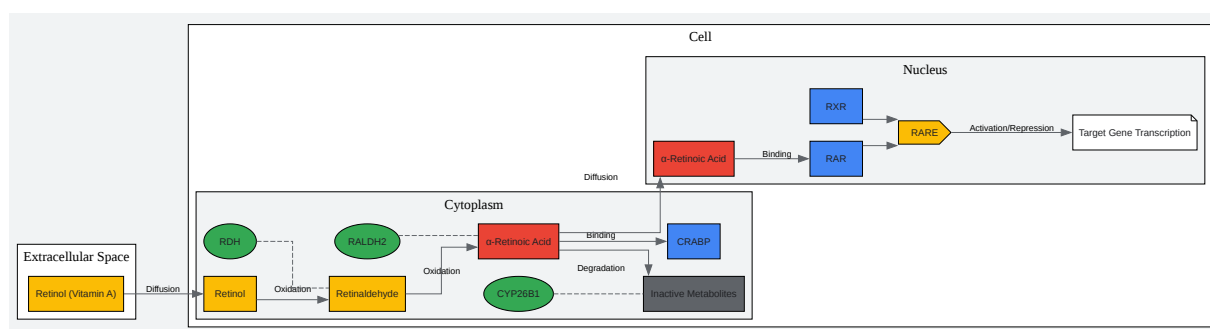 Cell
Nucleus
RXR
RARE
Activation/Repression
Target Gene Transcription
α-Retinoic Acid
Binding
RAR
Diffusion
Cytoplasm
RDH
RALDH2
α-Retinoic Acid
Binding
CRABP
Extracellular Space
Oxidation
Degradation
Retinol (Vitamin A)
Diffusion
Retinol
Oxidation
Retinaldehyde
CYP26B1
Inactive Metabolites